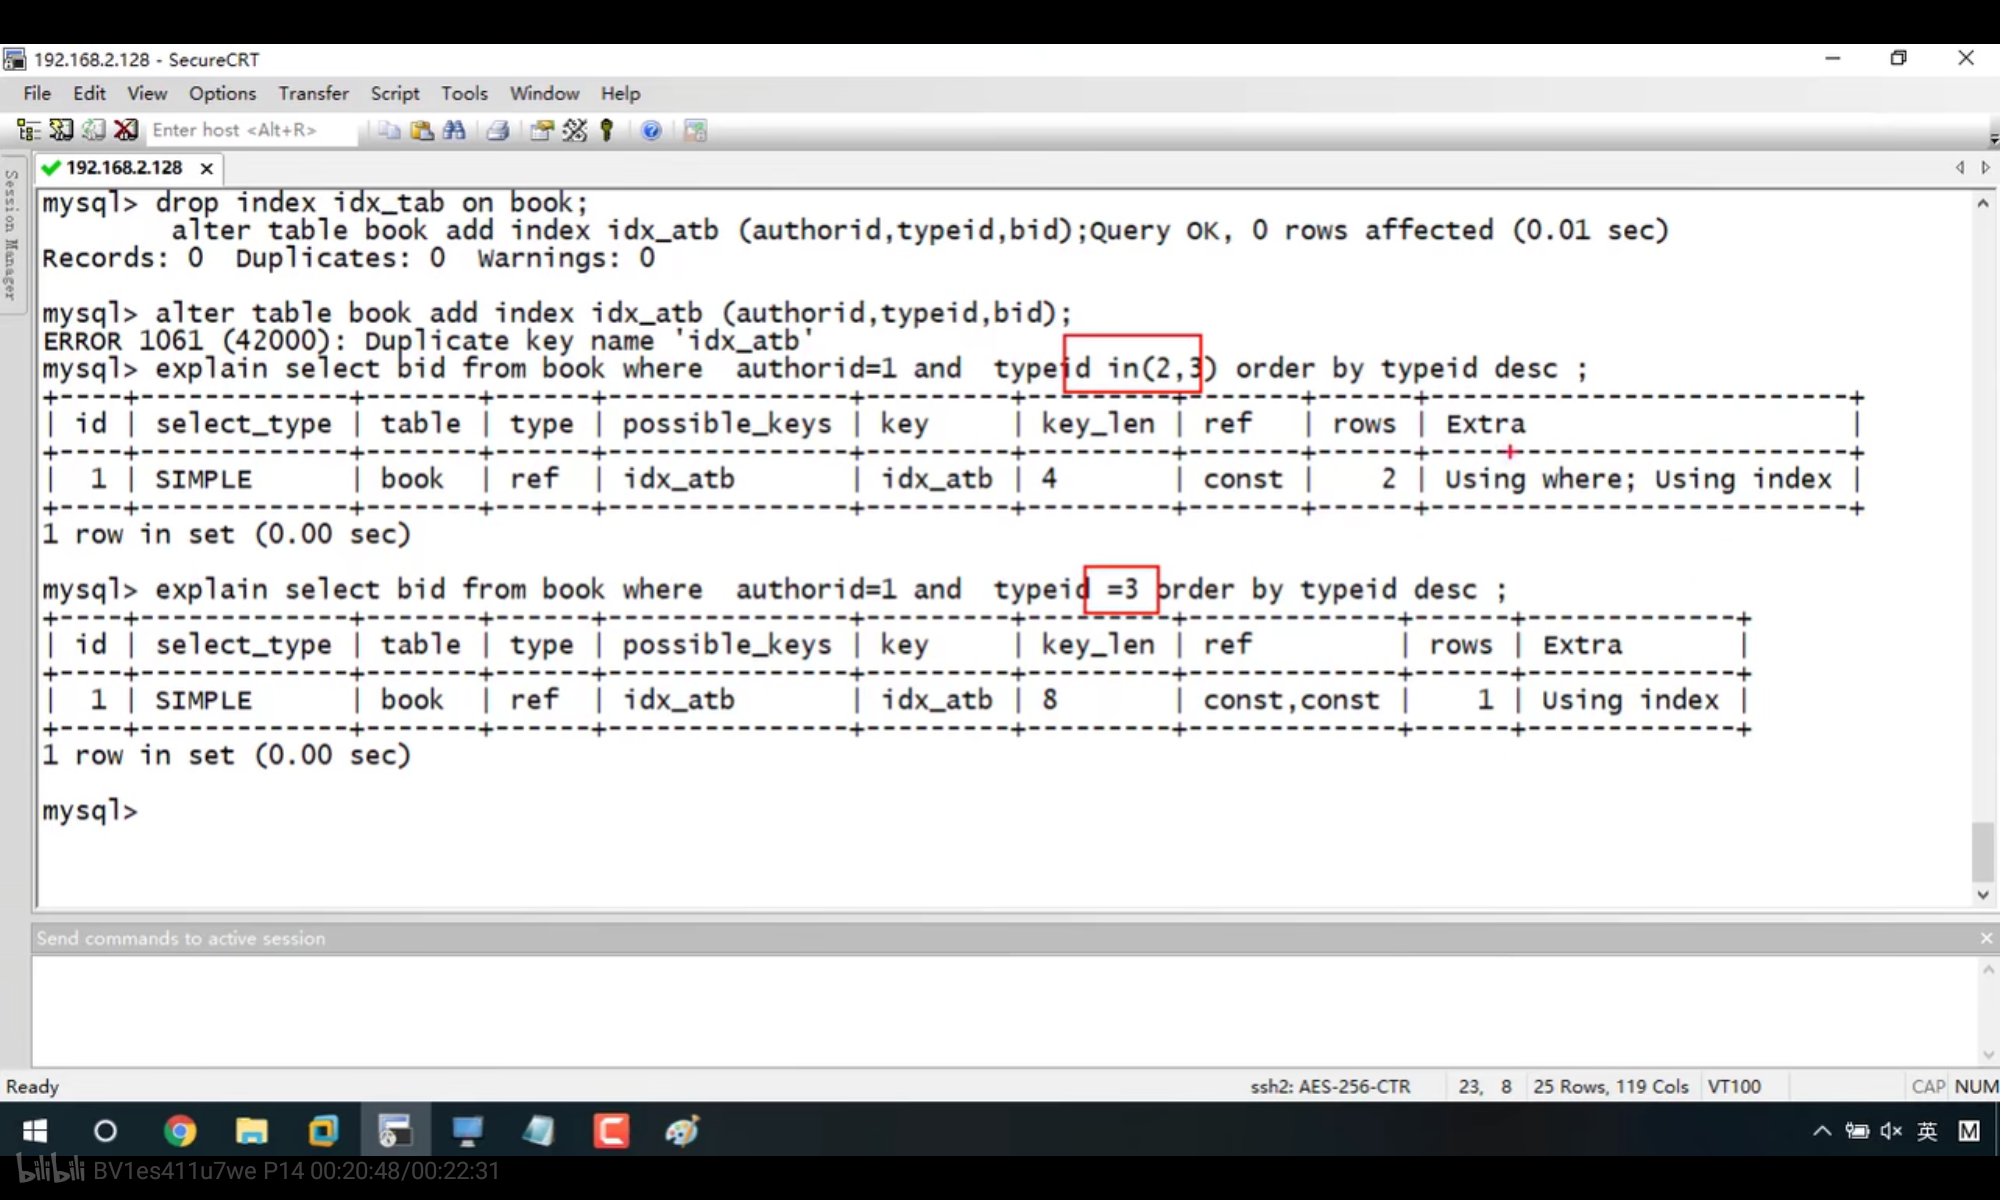 192.168.2.128 - SecureCRT
File Edit View Options Transfer Script Tools Window Help
Enter host <Alt+R>
Session Manager
192.168.2.128
mysql> drop index idx_tab on book;
        alter table book add index idx_atb (authorid,typeid,bid);Query OK, 0 rows affected (0.01 sec)
Records: 0  Duplicates: 0  Warnings: 0
mysql> alter table book add index idx_atb (authorid,typeid,bid);
ERROR 1061 (42000): Duplicate key name 'idx_atb'
mysql> explain select bid from book where  authorid=1 and  typeid in(2,3) order by typeid desc ;
+----+-------------+-------+------+---------------+---------+---------+-------+------+--------------------------+
| id | select_type | table | type | possible_keys | key     | key_len | ref   | rows | Extra                    |
+----+-------------+-------+------+---------------+---------+---------+-------+------+--------------------------+
|  1 | SIMPLE      | book  | ref  | idx_atb       | idx_atb | 4       | const |    2 | Using where; Using index |
+----+-------------+-------+------+---------------+---------+---------+-------+------+--------------------------+
1 row in set (0.00 sec)
mysql> explain select bid from book where  authorid=1 and  typeid =3 order by typeid desc ;
+----+-------------+-------+------+---------------+---------+---------+-------------+------+-------------+
| id | select_type | table | type | possible_keys | key     | key_len | ref         | rows | Extra       |
+----+-------------+-------+------+---------------+---------+---------+-------------+------+-------------+
|  1 | SIMPLE      | book  | ref  | idx_atb       | idx_atb | 8       | const,const |    1 | Using index |
+----+-------------+-------+------+---------------+---------+---------+-------------+------+-------------+
1 row in set (0.00 sec)
mysql>
Send commands to active session
Ready ssh2: AES-256-CTR 23, 8 25 Rows, 119 Cols VT100 CAP NUM
英 M
bilibili BV1es411u7we P14 00:20:48/00:22:31